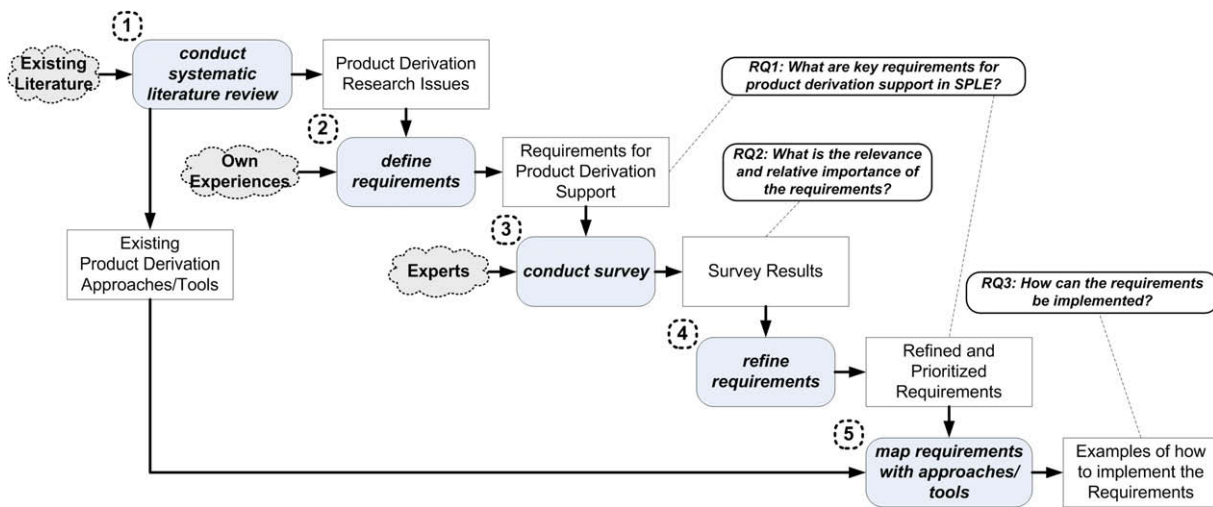 1
Existing
Literature
conduct
systematic
literature review
Product Derivation
Research Issues
RQ1: What are key requirements for
product derivation support in SPLE?
2
Own
Experiences
define
requirements
Requirements for
Product Derivation
Support
RQ2: What is the relevance
and relative importance of
the requirements?
3
Existing
Product Derivation
Approaches/Tools
Experts
conduct survey
Survey Results
RQ3: How can the requirements
be implemented?
4
refine
requirements
Refined and
Prioritized
Requirements
5
map requirements
with approaches/
tools
Examples of how
to implement the
Requirements